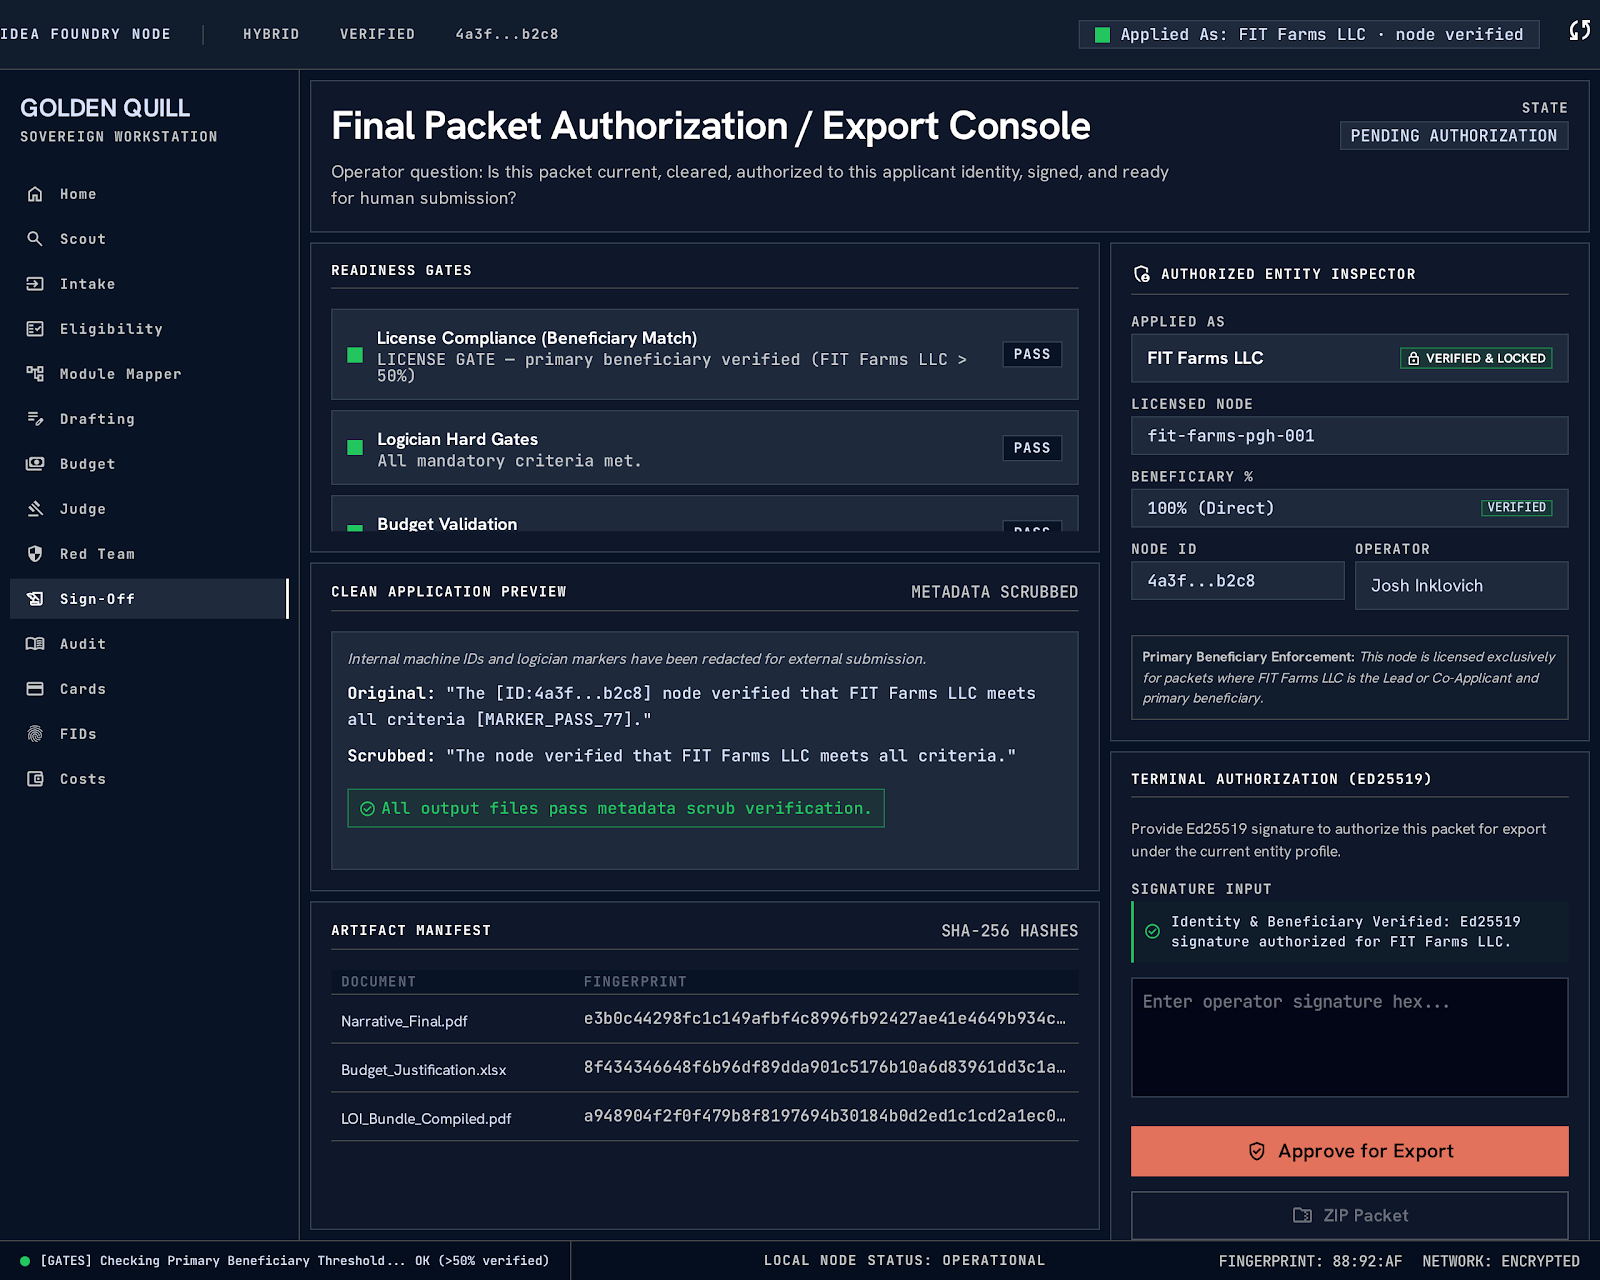 IDEA FOUNDRY NODE
HYBRID
VERIFIED
4a3f...b2c8
Applied As: FIT Farms LLC · node verified
GOLDEN QUILL
SOVEREIGN WORKSTATION
Home
Scout
Intake
Eligibility
Module Mapper
Drafting
Budget
Judge
Red Team
Sign-Off
Audit
Cards
FIDs
Costs
Final Packet Authorization / Export Console
Operator question: Is this packet current, cleared, authorized to this applicant identity, signed, and ready
for human submission?
STATE
PENDING AUTHORIZATION
READINESS GATES
License Compliance (Beneficiary Match)
LICENSE GATE — primary beneficiary verified (FIT Farms LLC >
50%)
PASS
Logician Hard Gates
All mandatory criteria met.
PASS
Budget Validation
PASS
CLEAN APPLICATION PREVIEW
METADATA SCRUBBED
Internal machine IDs and logician markers have been redacted for external submission.
Original: "The [ID:4a3f...b2c8] node verified that FIT Farms LLC meets
all criteria [MARKER_PASS_77]."
Scrubbed: "The node verified that FIT Farms LLC meets all criteria."
All output files pass metadata scrub verification.
ARTIFACT MANIFEST
SHA-256 HASHES
DOCUMENT
FINGERPRINT
Narrative_Final.pdf
e3b0c44298fc1c149afbf4c8996fb92427ae41e4649b934c…
Budget_Justification.xlsx
8f434346648f6b96df89dda901c5176b10a6d83961dd3c1a…
LOI_Bundle_Compiled.pdf
a948904f2f0f479b8f8197694b30184b0d2ed1c1cd2a1ec0…
AUTHORIZED ENTITY INSPECTOR
APPLIED AS
FIT Farms LLC
VERIFIED & LOCKED
LICENSED NODE
fit-farms-pgh-001
BENEFICIARY %
100% (Direct)
VERIFIED
NODE ID
OPERATOR
4a3f...b2c8
Josh Inklovich
Primary Beneficiary Enforcement: This node is licensed exclusively
for packets where FIT Farms LLC is the Lead or Co-Applicant and
primary beneficiary.
TERMINAL AUTHORIZATION (ED25519)
Provide Ed25519 signature to authorize this packet for export
under the current entity profile.
SIGNATURE INPUT
Identity & Beneficiary Verified: Ed25519
signature authorized for FIT Farms LLC.
Enter operator signature hex...
Approve for Export
ZIP Packet
[GATES] Checking Primary Beneficiary Threshold... OK (>50% verified)
LOCAL NODE STATUS: OPERATIONAL
FINGERPRINT: 88:92:AF
NETWORK: ENCRYPTED